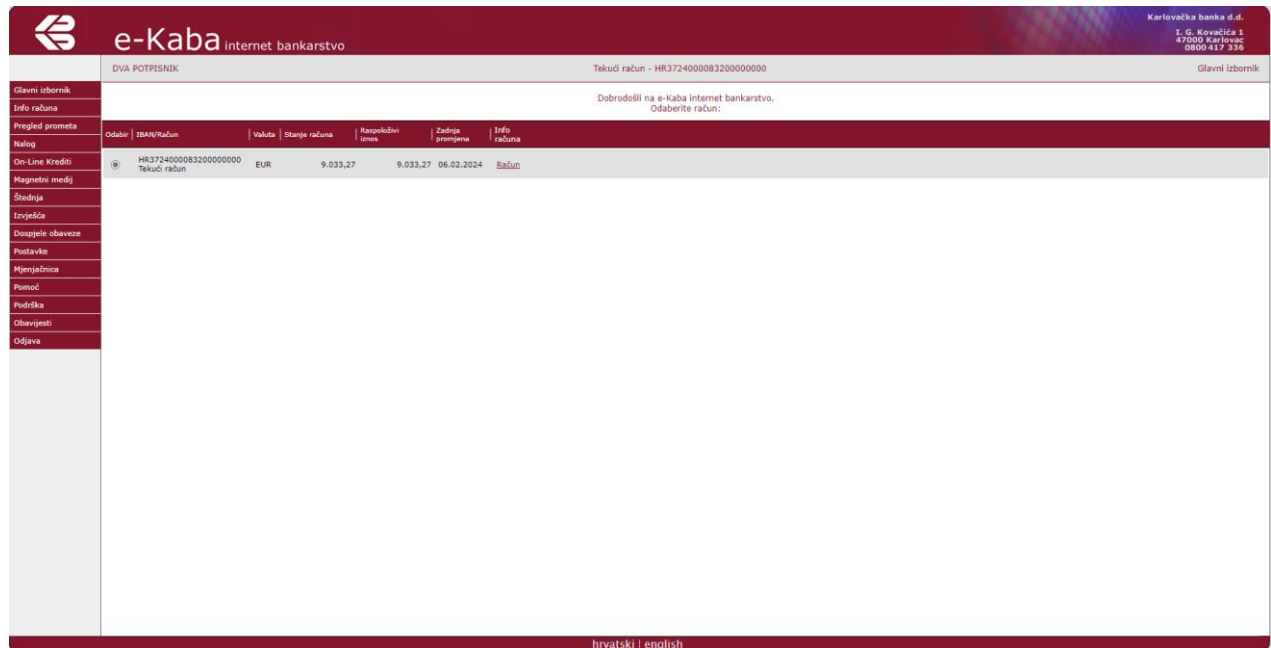 e-Kaba internet bankarstvo
Karlovačka banka d.d.
I. G. Kovačića 1
47000 Karlovac
0800 417 336
DVA POTPISNIK
Tekući račun - HR3724000083200000000
Glavni izbornik
Glavni izbornik
Info računa
Pregled prometa
Nalog
On-Line Krediti
Magnetni medij
Štednja
Izvješća
Dospjele obaveze
Postavke
Mjenjačnica
Pomoć
Podrška
Obavijesti
Odjava
Dobrodošli na e-Kaba internet bankarstvo.
Odaberite račun:
Odabir | IBAN/Račun | Valuta | Stanje računa | Raspoloživi iznos | Zadnja promjena | Info računa
HR3724000083200000000 EUR 9.033,27 9.033,27 06.02.2024 Račun
Tekući račun
hrvatski | english